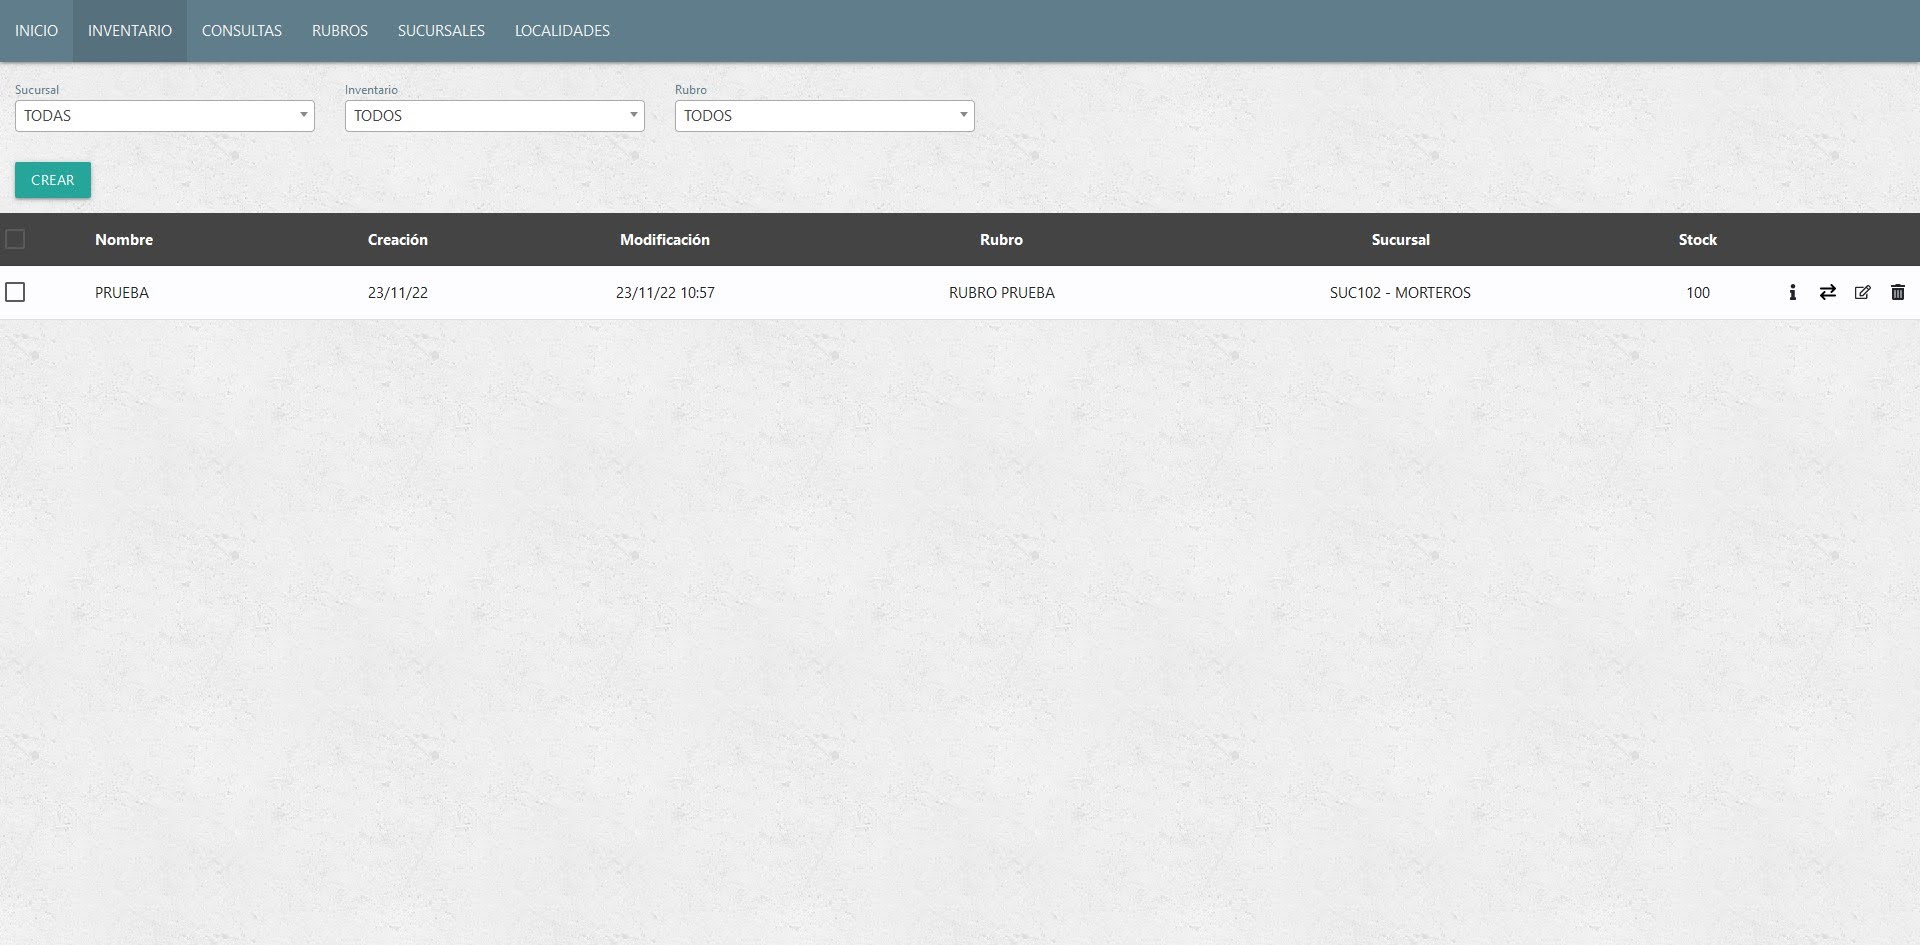 INICIO INVENTARIO CONSULTAS RUBROS SUCURSALES LOCALIDADES
Sucursal Inventario Rubro
TODAS TODOS TODOS
CREAR
Nombre Creación Modificación Rubro Sucursal Stock
PRUEBA 23/11/22 23/11/22 10:57 RUBRO PRUEBA SUC102 - MORTEROS 100